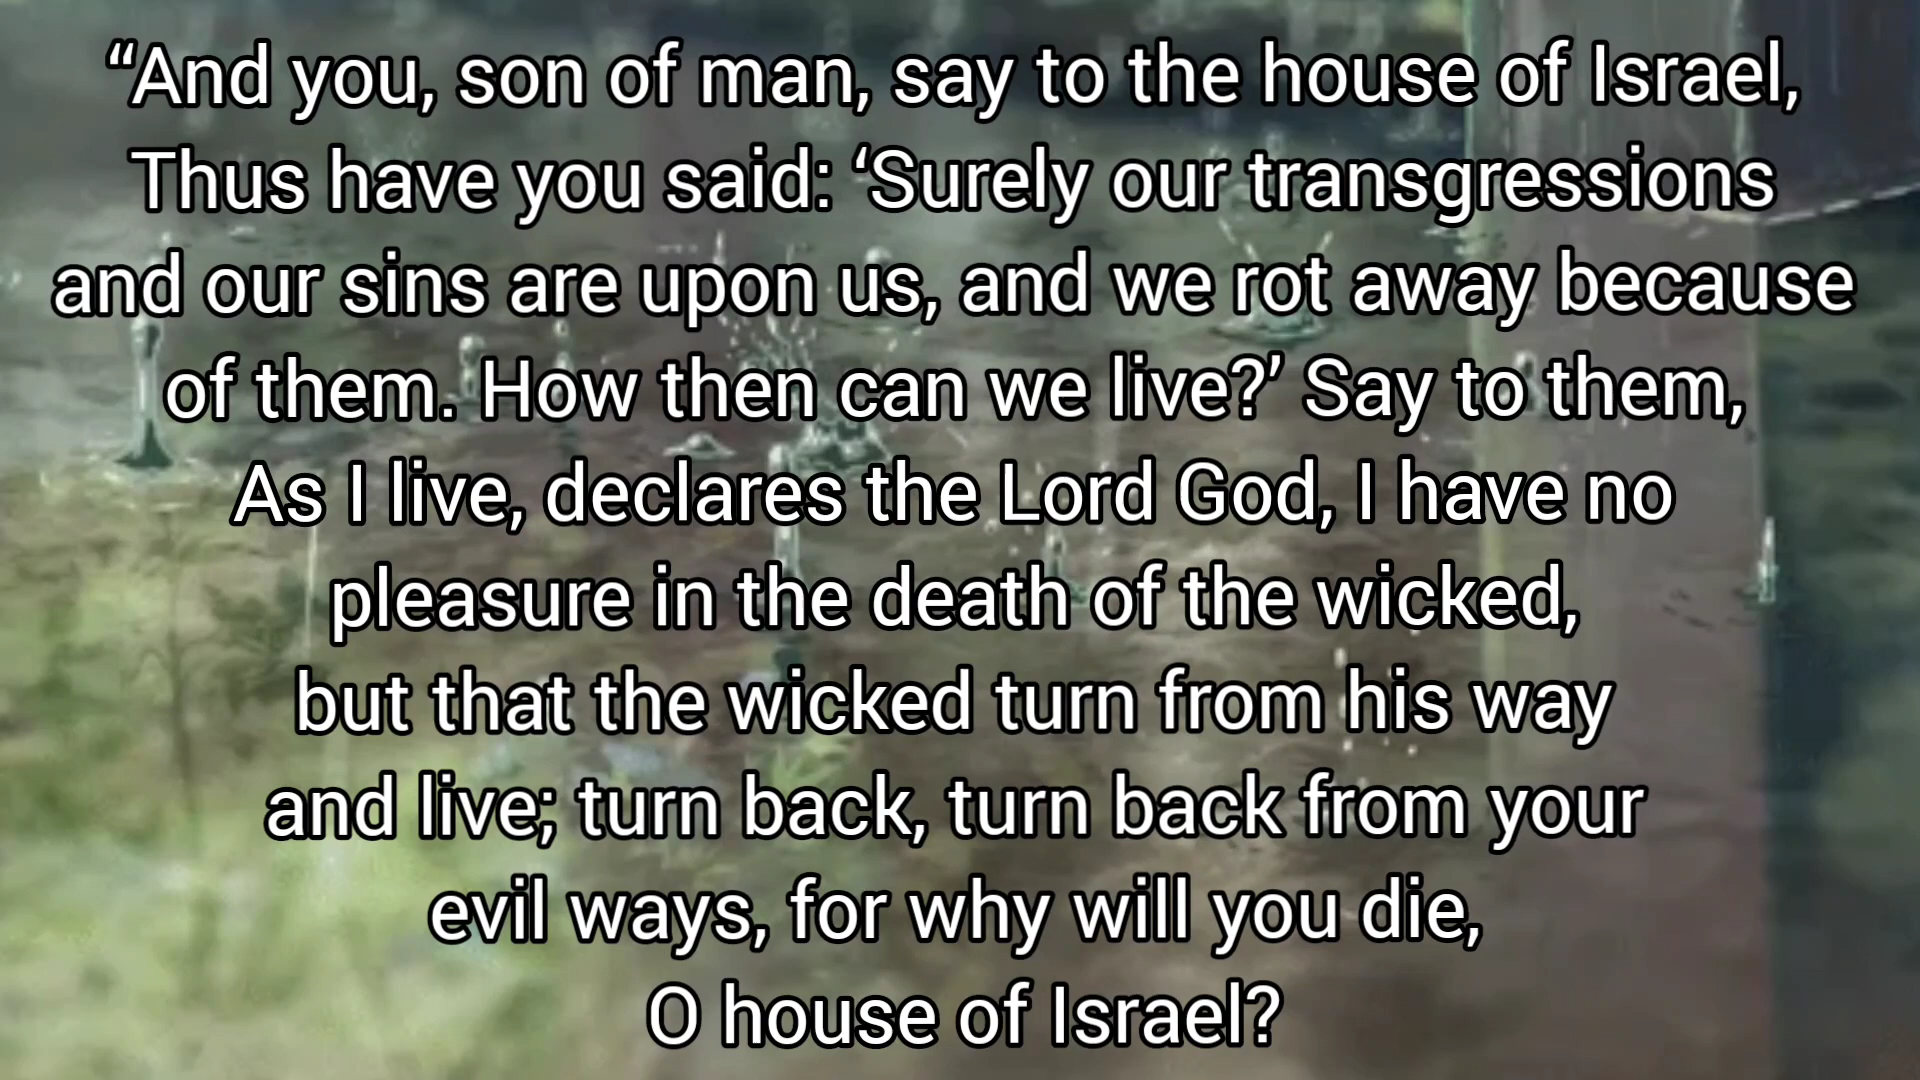 “And you, son of man, say to the house of Israel,
Thus have you said: ‘Surely our transgressions
and our sins are upon us, and we rot away because
of them. How then can we live?’ Say to them,
As I live, declares the Lord God, I have no
pleasure in the death of the wicked,
but that the wicked turn from his way
and live; turn back, turn back from your
evil ways, for why will you die,
O house of Israel?